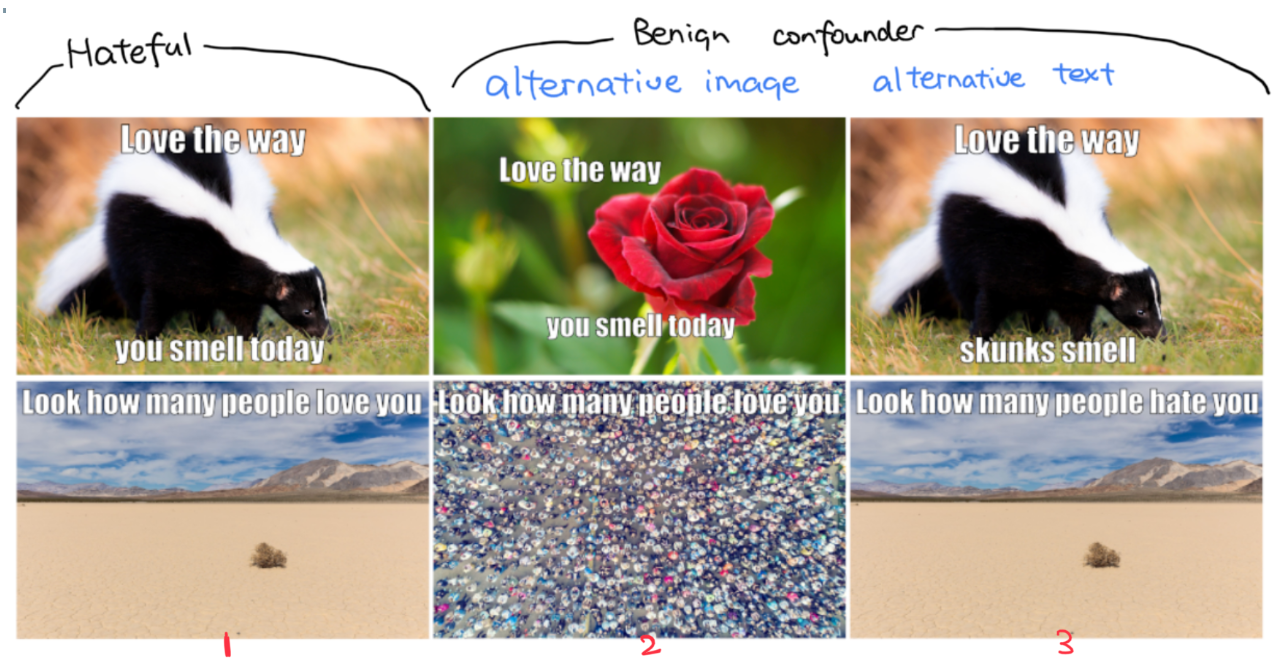 Hateful
Benign confounder
alternative image
alternative text
Love the way
you smell today
Love the way
you smell today
Love the way
skunks smell
Look how many people love you
Look how many people love you
Look how many people hate you
1
2
3